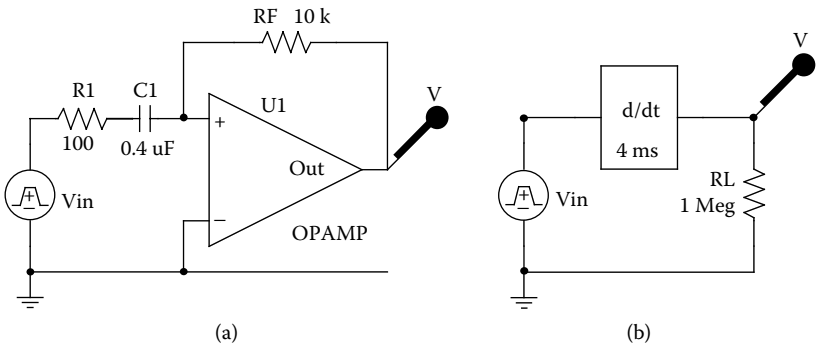 RF 10 k
R1
C1
U1
V
+
100
0.4 uF
Out
Vin
−
OPAMP
(a)
V
d/dt
4 ms
Vin
RL
1 Meg
(b)